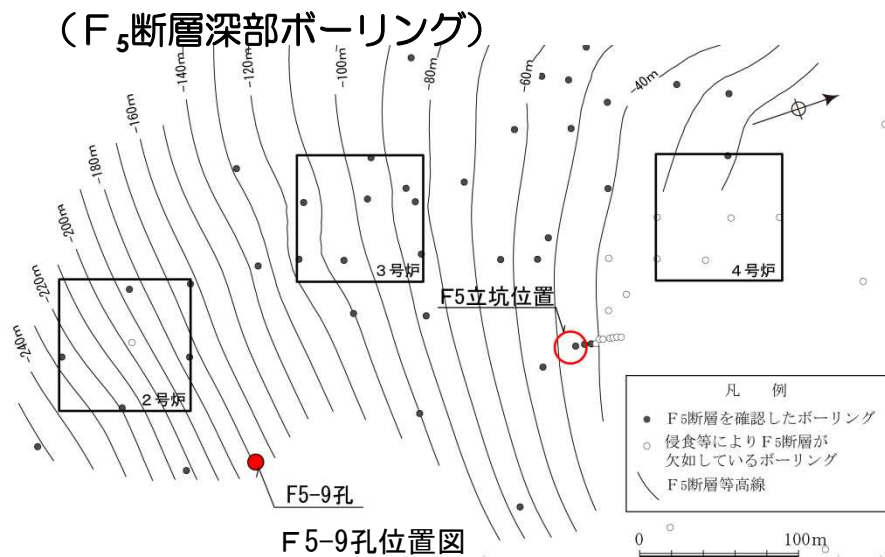 (F5断層深部ボーリング)
-140m
-120m
-100m
-80m
-60m
-40m
-160m
-180m
-200m
-220m
-240m
3号炉
4号炉
F5立坑位置
2号炉
F5-9孔
F5-9孔位置図
凡 例
F5断層を確認したボーリング
侵食等によりF5断層が
欠如しているボーリング
F5断層等高線
0 100m